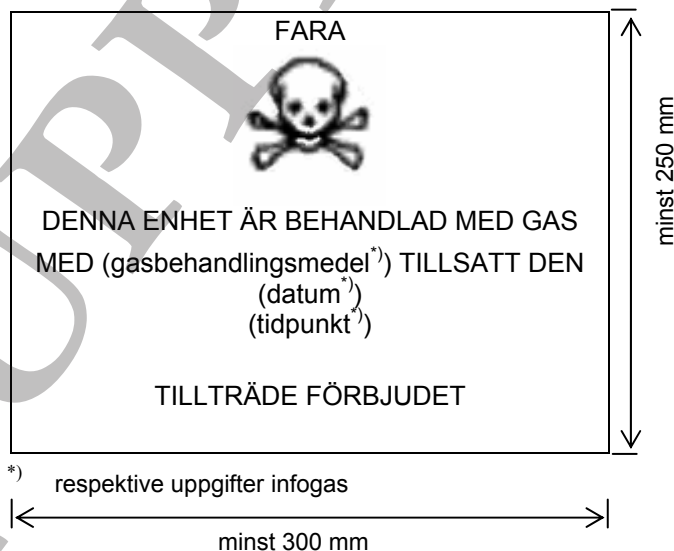 FARA
DENNA ENHET ÄR BEHANDLAD MED GAS
MED (gasbehandlingsmedel*)) TILLSATT DEN
(datum*))
(tidpunkt*))
TILLTRÄDE FÖRBJUDET
minst 250 mm
*) respektive uppgifter infogas
minst 300 mm